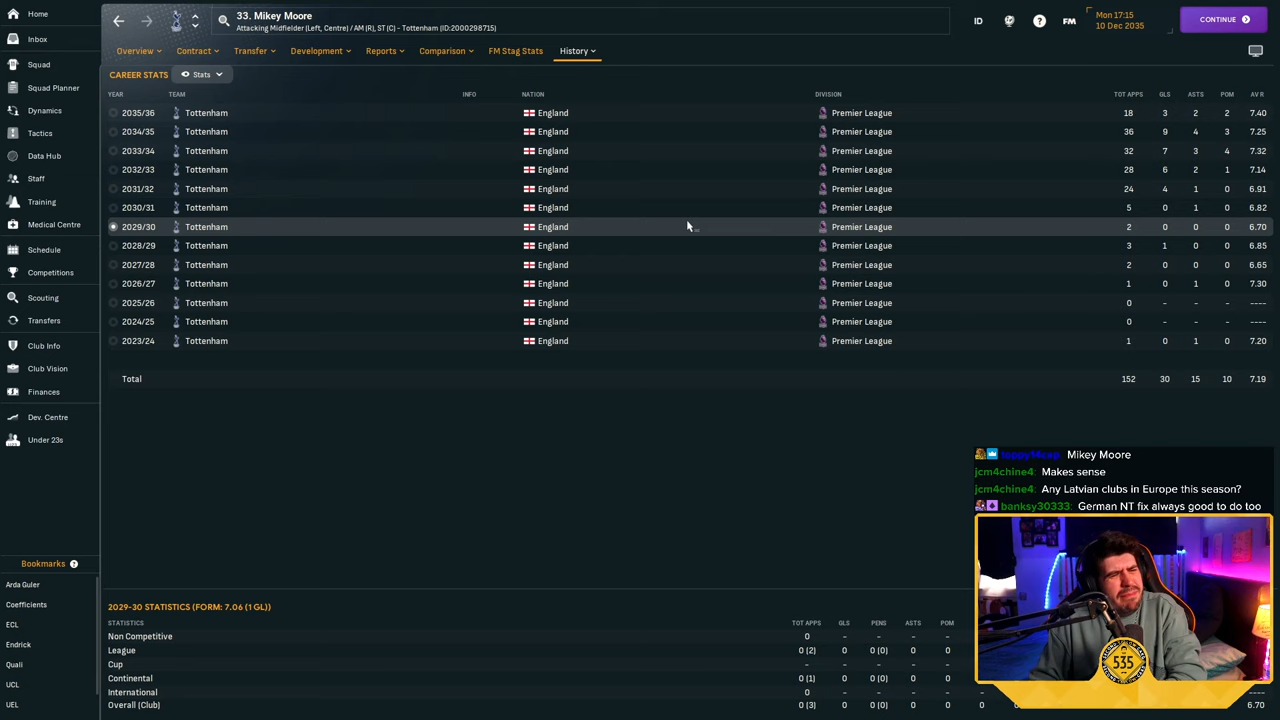 Home
Inbox
Squad
Squad Planner
Dynamics
Tactics
Data Hub
Staff
Training
Medical Centre
Schedule
Competitions
Scouting
Transfers
Club Info
Club Vision
Finances
Dev. Centre
Under 23s
Bookmarks ?
Arda Guler
Coefficients
ECL
Endrick
Quali
UCL
UEL
33. Mikey Moore
Attacking Midfielder (Left, Centre) / AM (R), ST (C) - Tottenham (ID:2000298715)
ID ? FM
Mon 17:15
10 Dec 2035
CONTINUE
Overview Contract Transfer Development Reports Comparison FM Stag Stats History
CAREER STATS Stats
YEAR TEAM INFO NATION DIVISION TOT APPS GLS ASTS POM AV R
2035/36 Tottenham England Premier League 18 3 2 2 7.40
2034/35 Tottenham England Premier League 36 9 4 3 7.25
2033/34 Tottenham England Premier League 32 7 3 4 7.32
2032/33 Tottenham England Premier League 28 6 2 1 7.14
2031/32 Tottenham England Premier League 24 4 1 0 6.91
2030/31 Tottenham England Premier League 5 0 1 0 6.82
2029/30 Tottenham England Premier League 2 0 0 0 6.70
2028/29 Tottenham England Premier League 3 1 0 0 6.85
2027/28 Tottenham England Premier League 2 0 0 0 6.65
2026/27 Tottenham England Premier League 1 0 1 0 7.30
2025/26 Tottenham England Premier League 0 - - - ----
2024/25 Tottenham England Premier League 0 - - - ----
2023/24 Tottenham England Premier League 1 0 1 0 7.20
Total 152 30 15 10 7.19
Mikey Moore
jcm4chine4: Makes sense
jcm4chine4: Any Latvian clubs in Europe this season?
banksy30333: German NT fix always good to do too
2029-30 STATISTICS (FORM: 7.06 (1 GL))
STATISTICS TOT APPS GLS PENS ASTS POM
Non Competitive 0 - - - -
League 0 (2) 0 0 (0) 0 0
Cup - - - - -
Continental 0 (1) 0 0 (0) 0 0
International 0 - - - -
Overall (Club) 0 (3) 0 0 (0) 0 0 6.70
535